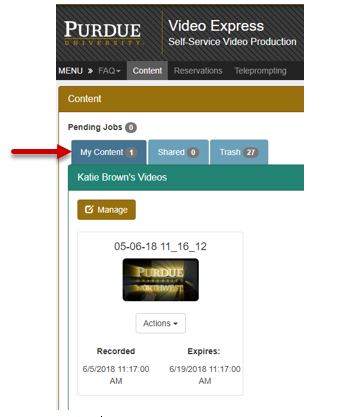 PURDUE
UNIVERSITY.
Video Express
Self-Service Video Production
MENU » FAQ Content Reservations Teleprompting
Content
Pending Jobs 0
My Content 1 Shared 0 Trash 27
Katie Brown's Videos
Manage
05-06-18 11_16_12
PURDUE
NORTHWEST
Actions
Recorded Expires:
6/5/2018 11:17:00 6/19/2018 11:17:00
AM AM